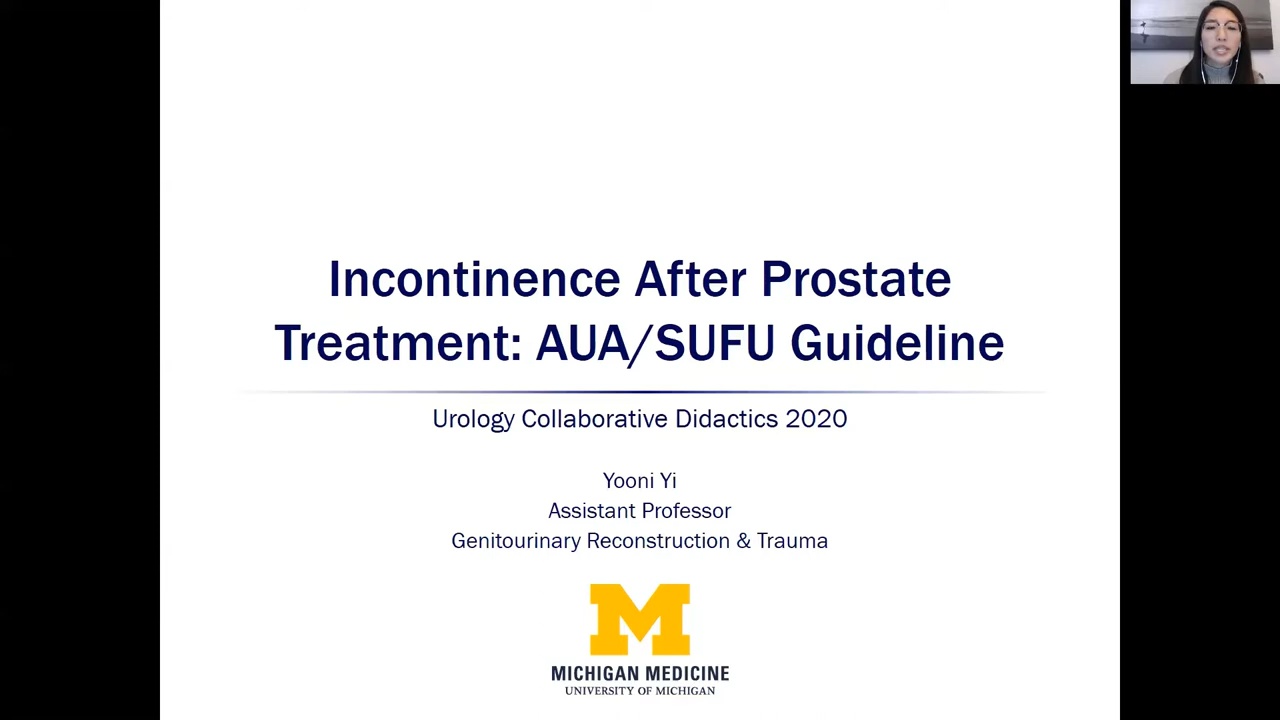 Incontinence After Prostate
Treatment: AUA/SUFU Guideline
Urology Collaborative Didactics 2020
Yooni Yi
Assistant Professor
Genitourinary Reconstruction & Trauma
M
MICHIGAN MEDICINE
UNIVERSITY OF MICHIGAN